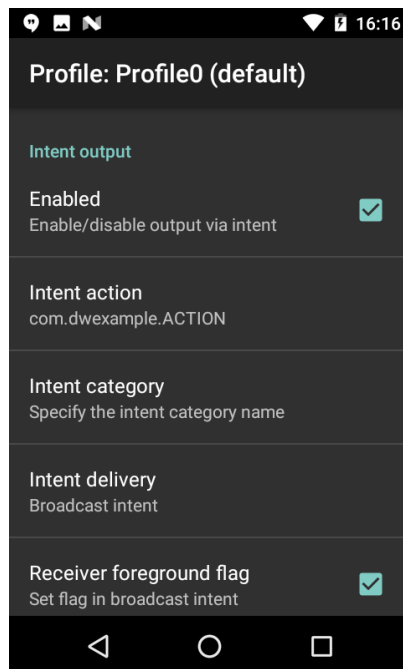 16:16
Profile: Profile0 (default)
Intent output
Enabled
Enable/disable output via intent
Intent action
com.dwexample.ACTION
Intent category
Specify the intent category name
Intent delivery
Broadcast intent
Receiver foreground flag
Set flag in broadcast intent